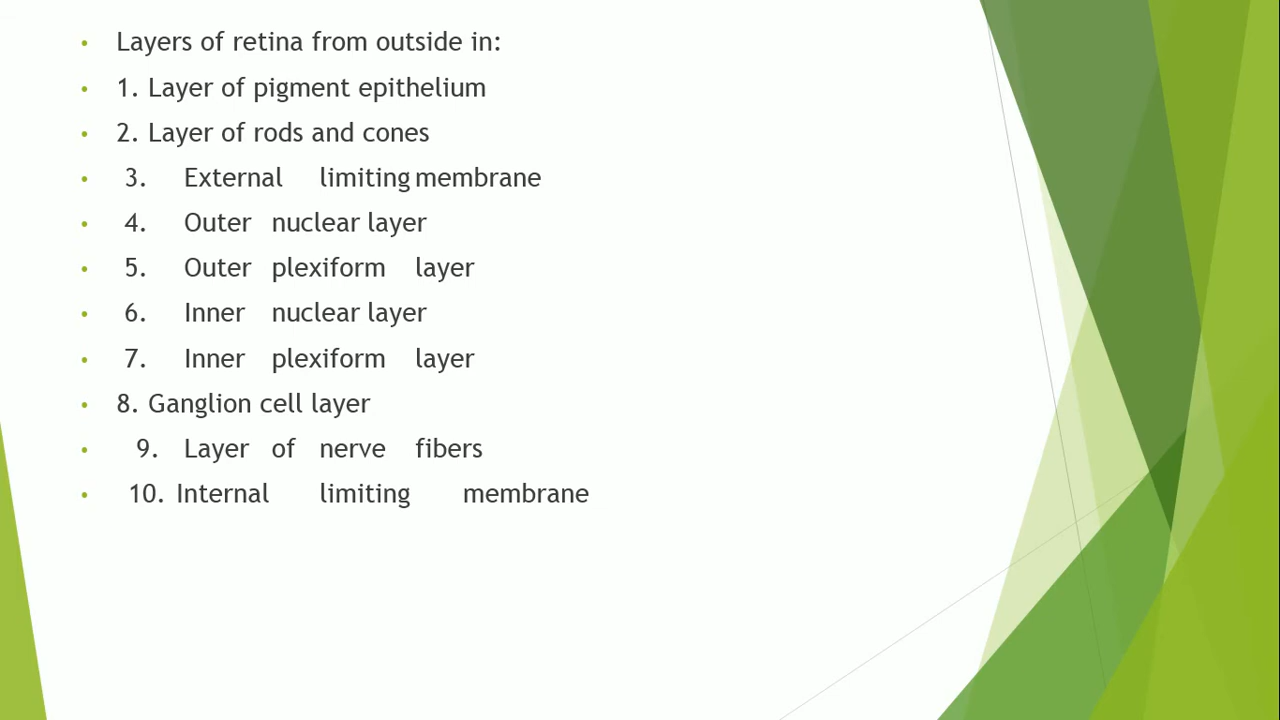 • Layers of retina from outside in:
• 1. Layer of pigment epithelium
• 2. Layer of rods and cones
• 3. External limiting membrane
• 4. Outer nuclear layer
• 5. Outer plexiform layer
• 6. Inner nuclear layer
• 7. Inner plexiform layer
• 8. Ganglion cell layer
• 9. Layer of nerve fibers
• 10. Internal limiting membrane